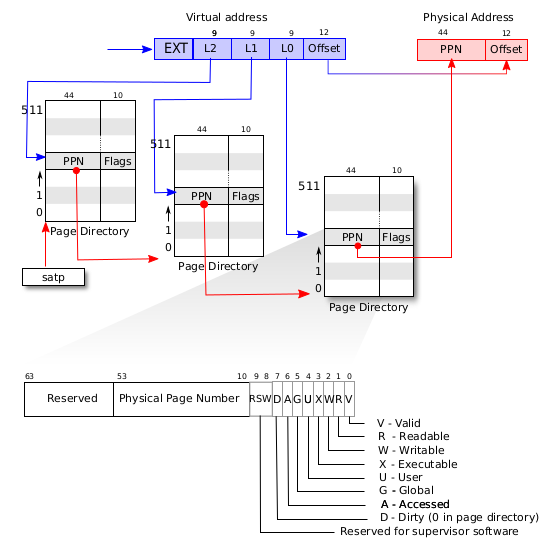 Virtual address
Physical Address
9 9 9 12
44 12
EXT L2 L1 L0 Offset
PPN Offset
44 10
511
PPN Flags
1
0
Page Directory
satp
44 10
511
PPN Flags
1
0
Page Directory
44 10
511
PPN Flags
1
0
Page Directory
63 53 10 9 8 7 6 5 4 3 2 1 0
Reserved Physical Page Number RSW D A G U X W R V
V - Valid
R - Readable
W - Writable
X - Executable
U - User
G - Global
A - Accessed
D - Dirty (0 in page directory)
Reserved for supervisor software